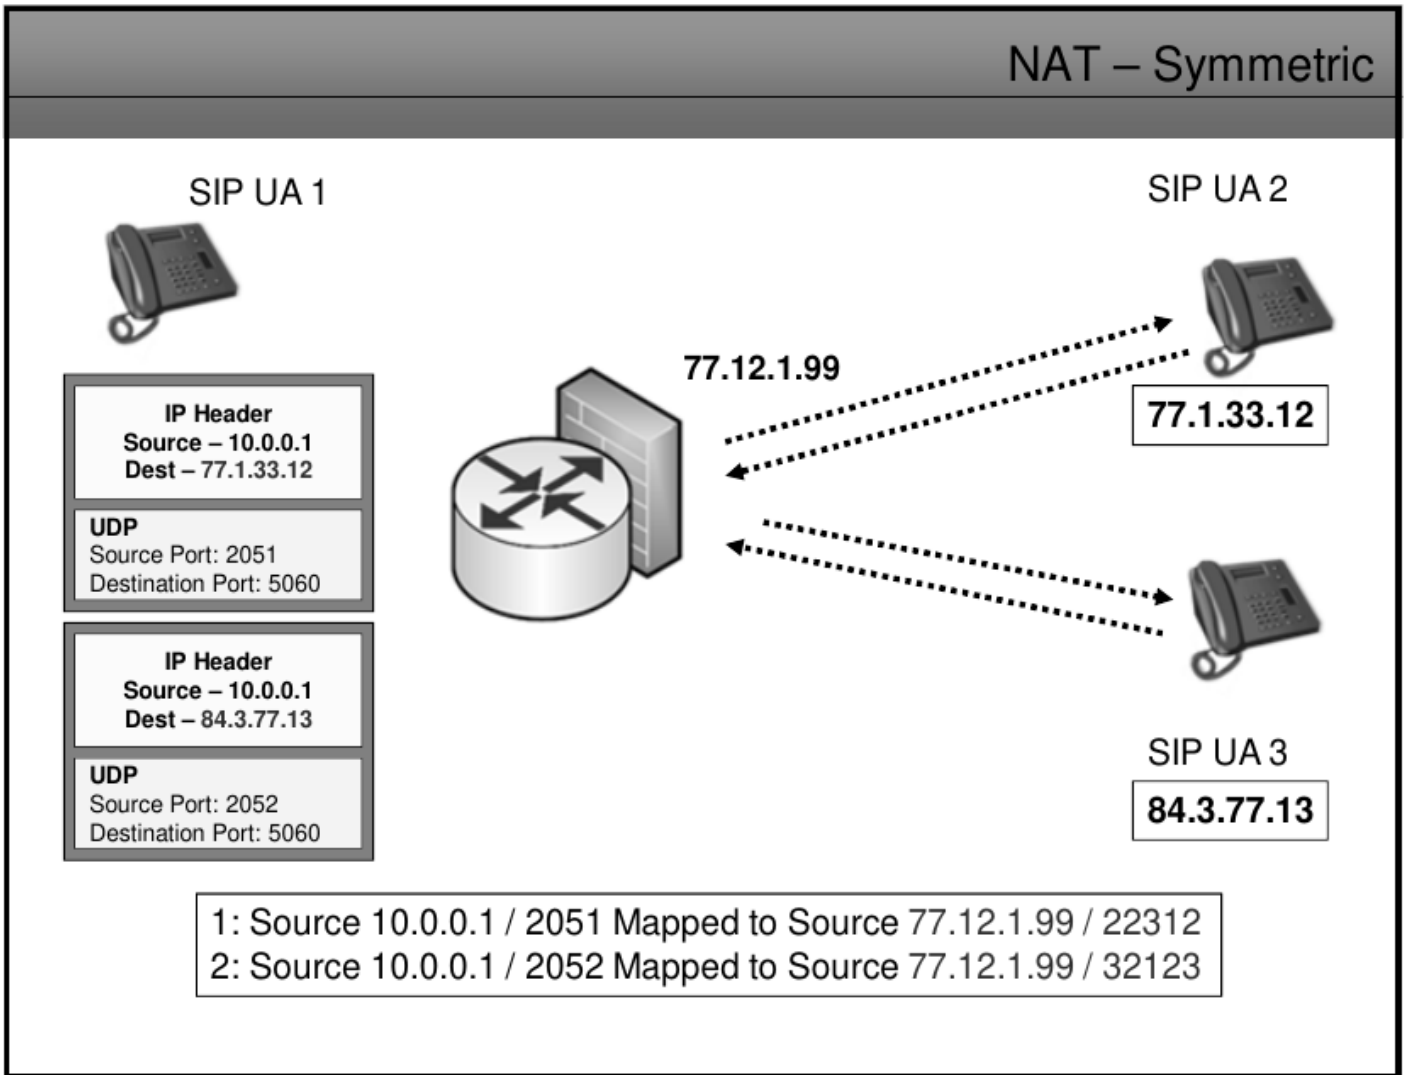 NAT – Symmetric
SIP UA 1
SIP UA 2
77.12.1.99
77.1.33.12
IP Header
Source – 10.0.0.1
Dest – 77.1.33.12
UDP
Source Port: 2051
Destination Port: 5060
IP Header
Source – 10.0.0.1
Dest – 84.3.77.13
UDP
Source Port: 2052
Destination Port: 5060
SIP UA 3
84.3.77.13
1: Source 10.0.0.1 / 2051 Mapped to Source 77.12.1.99 / 22312
2: Source 10.0.0.1 / 2052 Mapped to Source 77.12.1.99 / 32123